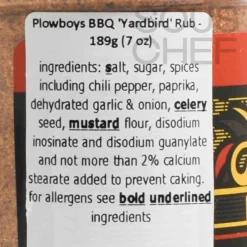 Plowboys BBQ 'Yardbird' Rub -
189g (7 oz)
ingredients: salt, sugar, spices
including chili pepper, paprika,
dehydrated garlic & onion, celery
seed, mustard flour, disodium
inosinate and disodium guanylate
and not more than 2% calcium
stearate added to prevent caking.
for allergens see bold underlined
ingredients